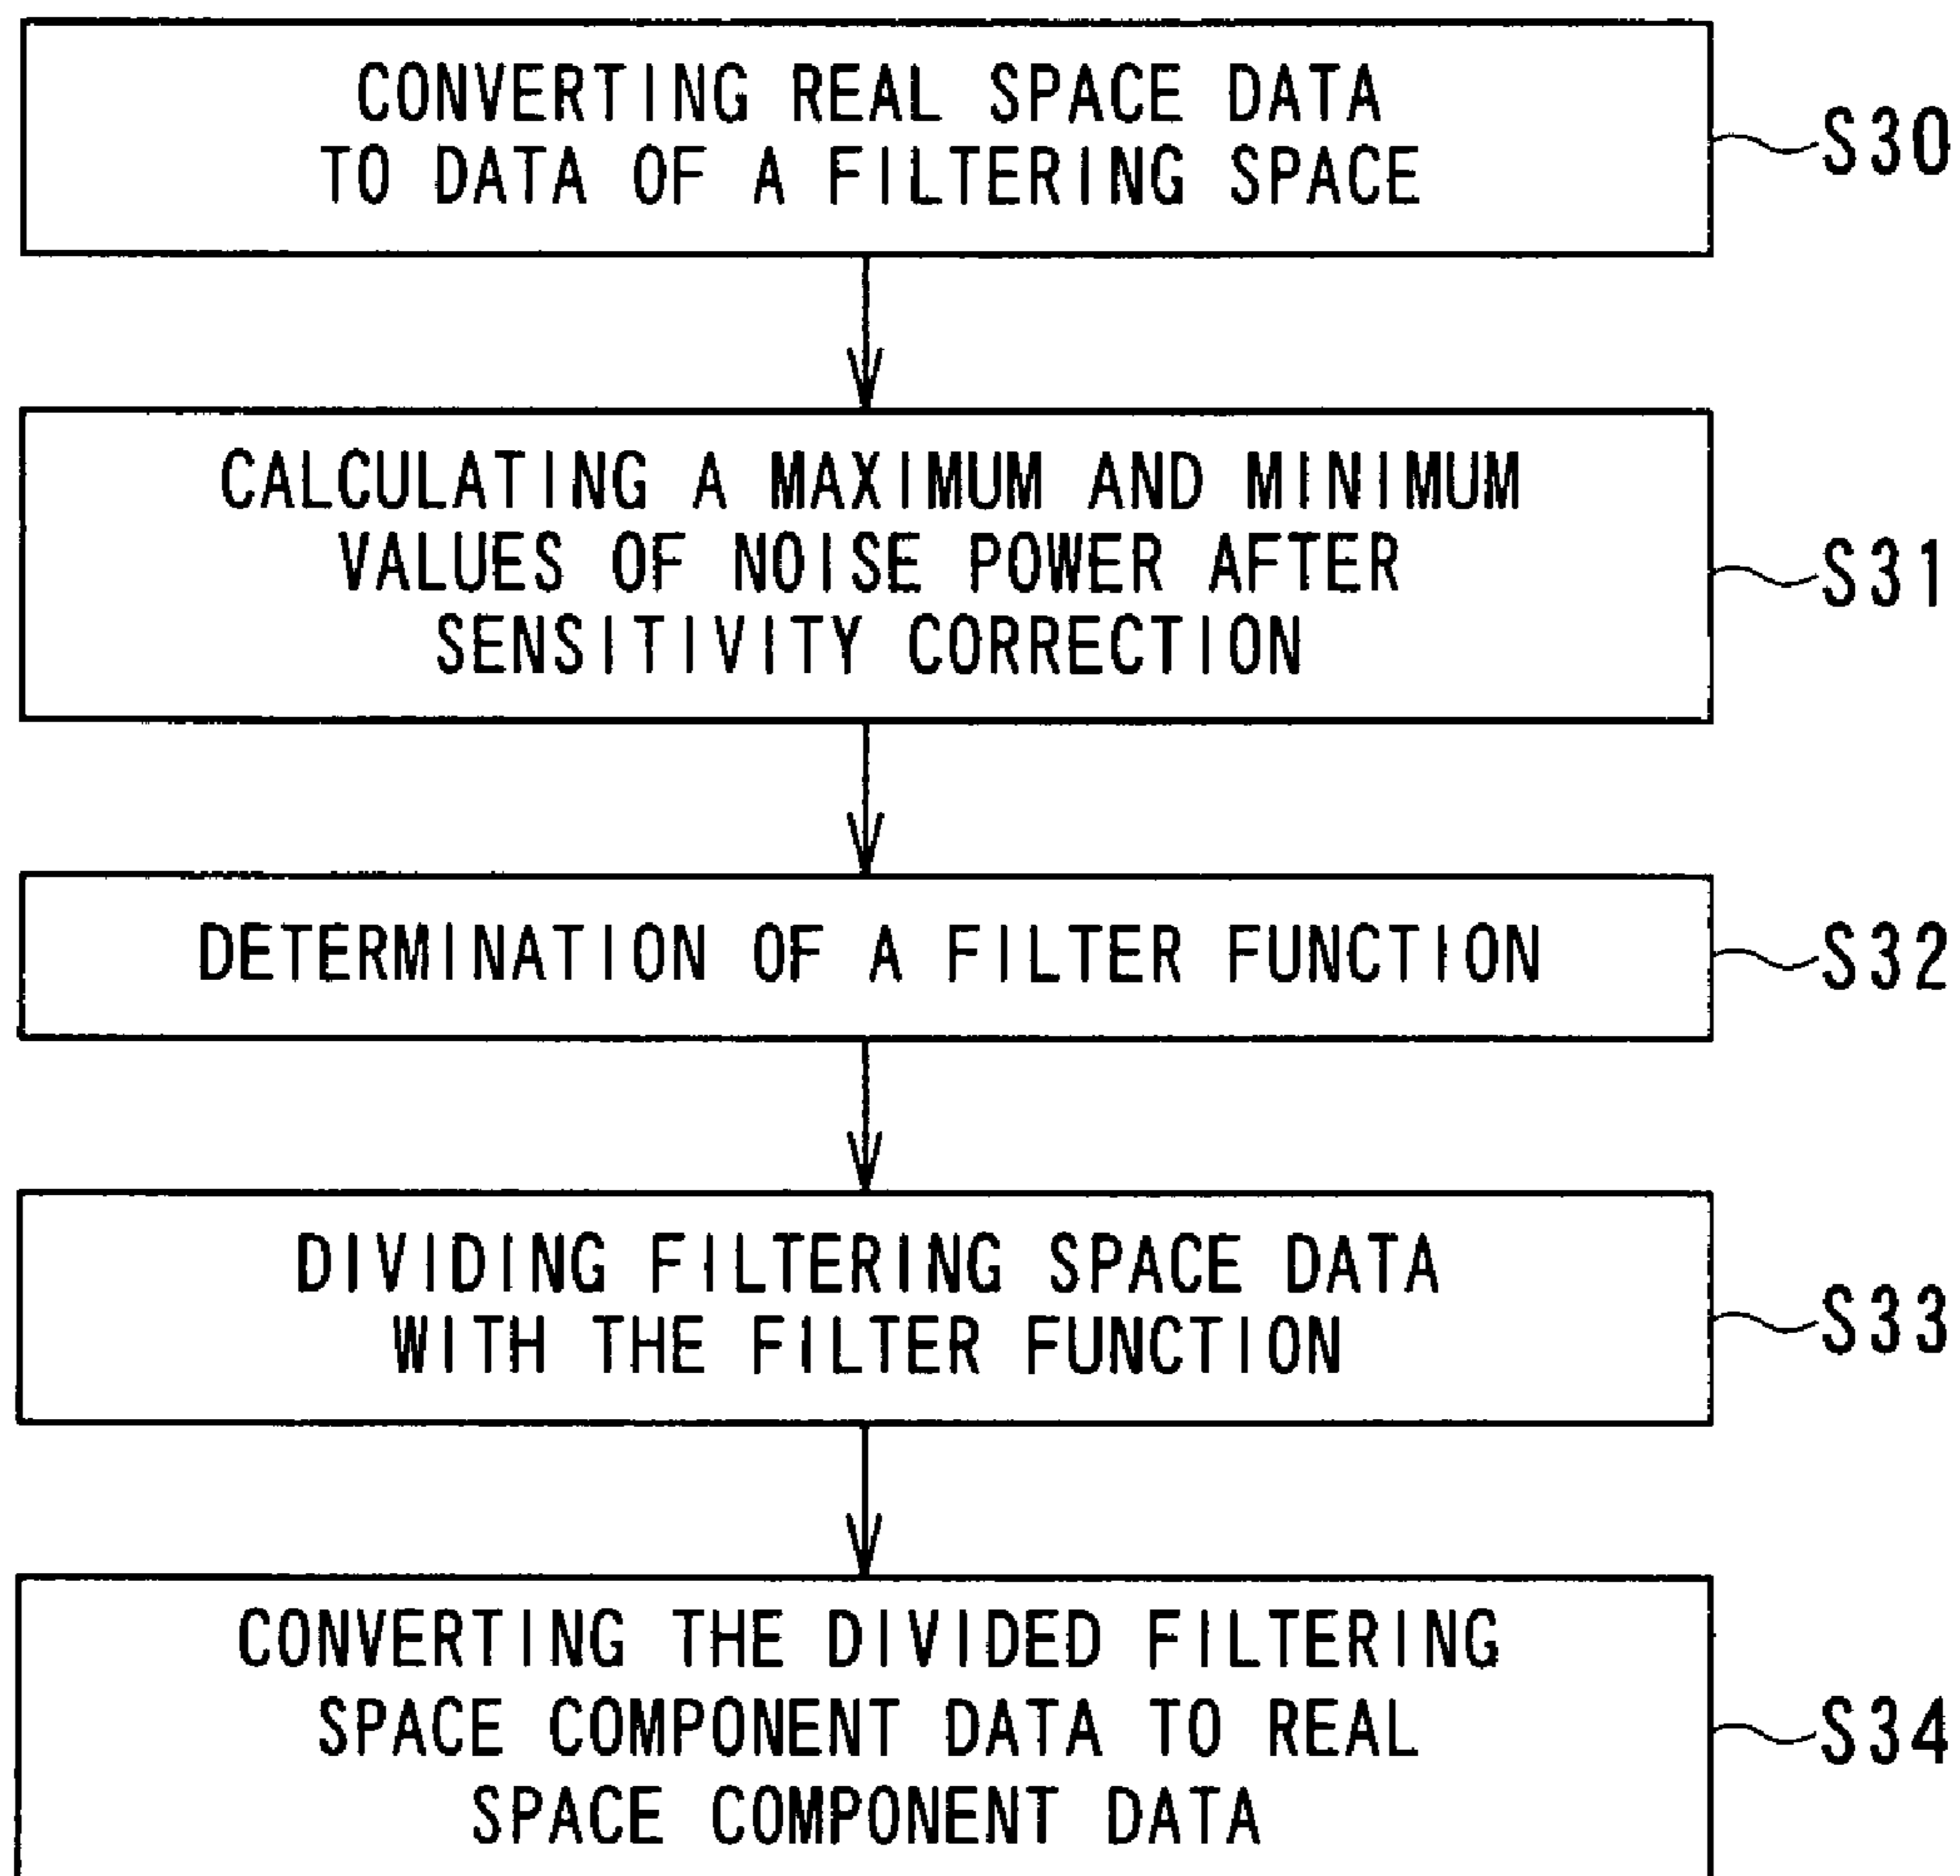 CONVERTING REAL SPACE DATA
TO DATA OF A FILTERING SPACE
S30
CALCULATING A MAXIMUM AND MINIMUM
VALUES OF NOISE POWER AFTER
SENSITIVITY CORRECTION
S31
DETERMINATION OF A FILTER FUNCTION
S32
DIVIDING FILTERING SPACE DATA
WITH THE FILTER FUNCTION
S33
CONVERTING THE DIVIDED FILTERING
SPACE COMPONENT DATA TO REAL
SPACE COMPONENT DATA
S34